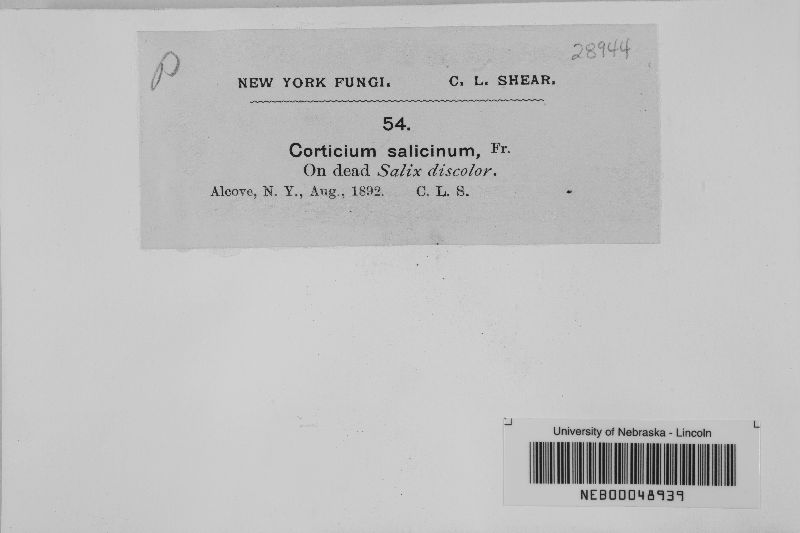 P
28944
NEW YORK FUNGI. C. L. SHEAR.
54.
Corticium salicinum, Fr.
On dead Salix discolor.
Alcove, N. Y., Aug., 1892. C. L. S.
University of Nebraska - Lincoln
NEB00048939